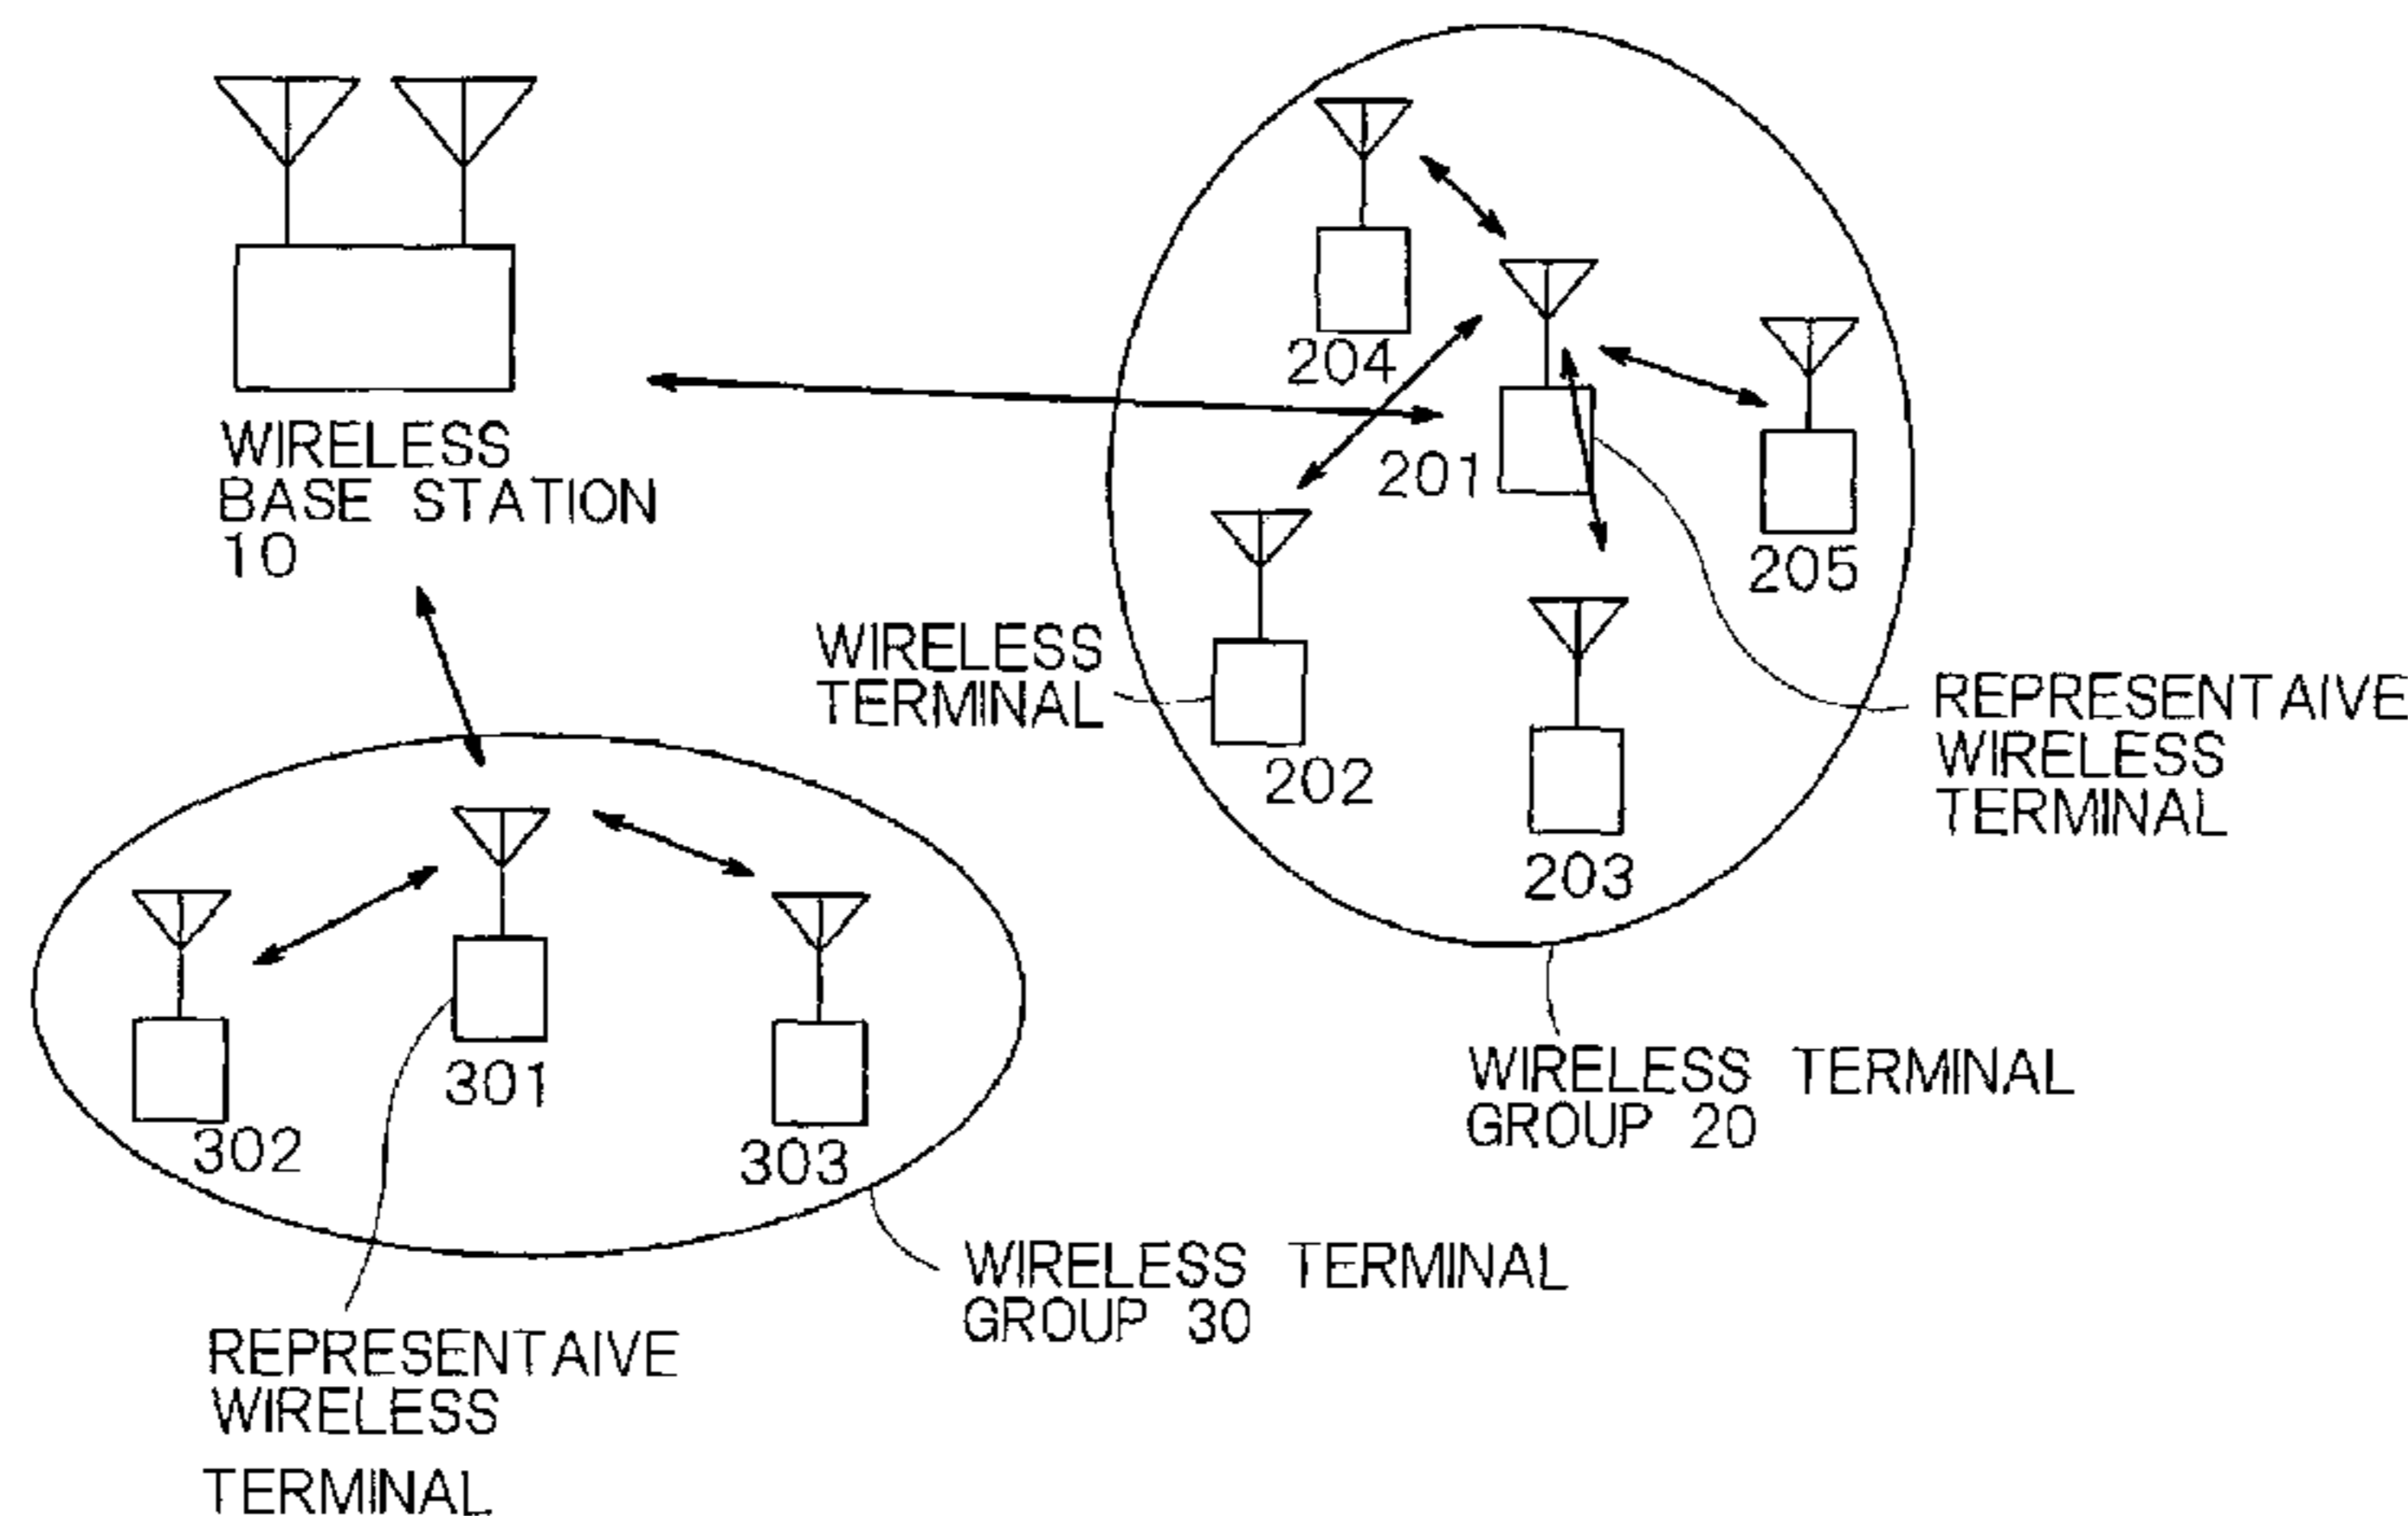 204
WIRELESS
BASE STATION
10
201
205
WIRELESS
TERMINAL
202
REPRESENTAIVE
WIRELESS
TERMINAL
203
301
302
303
WIRELESS TERMINAL
GROUP 20
WIRELESS TERMINAL
GROUP 30
REPRESENTAIVE
WIRELESS
TERMINAL